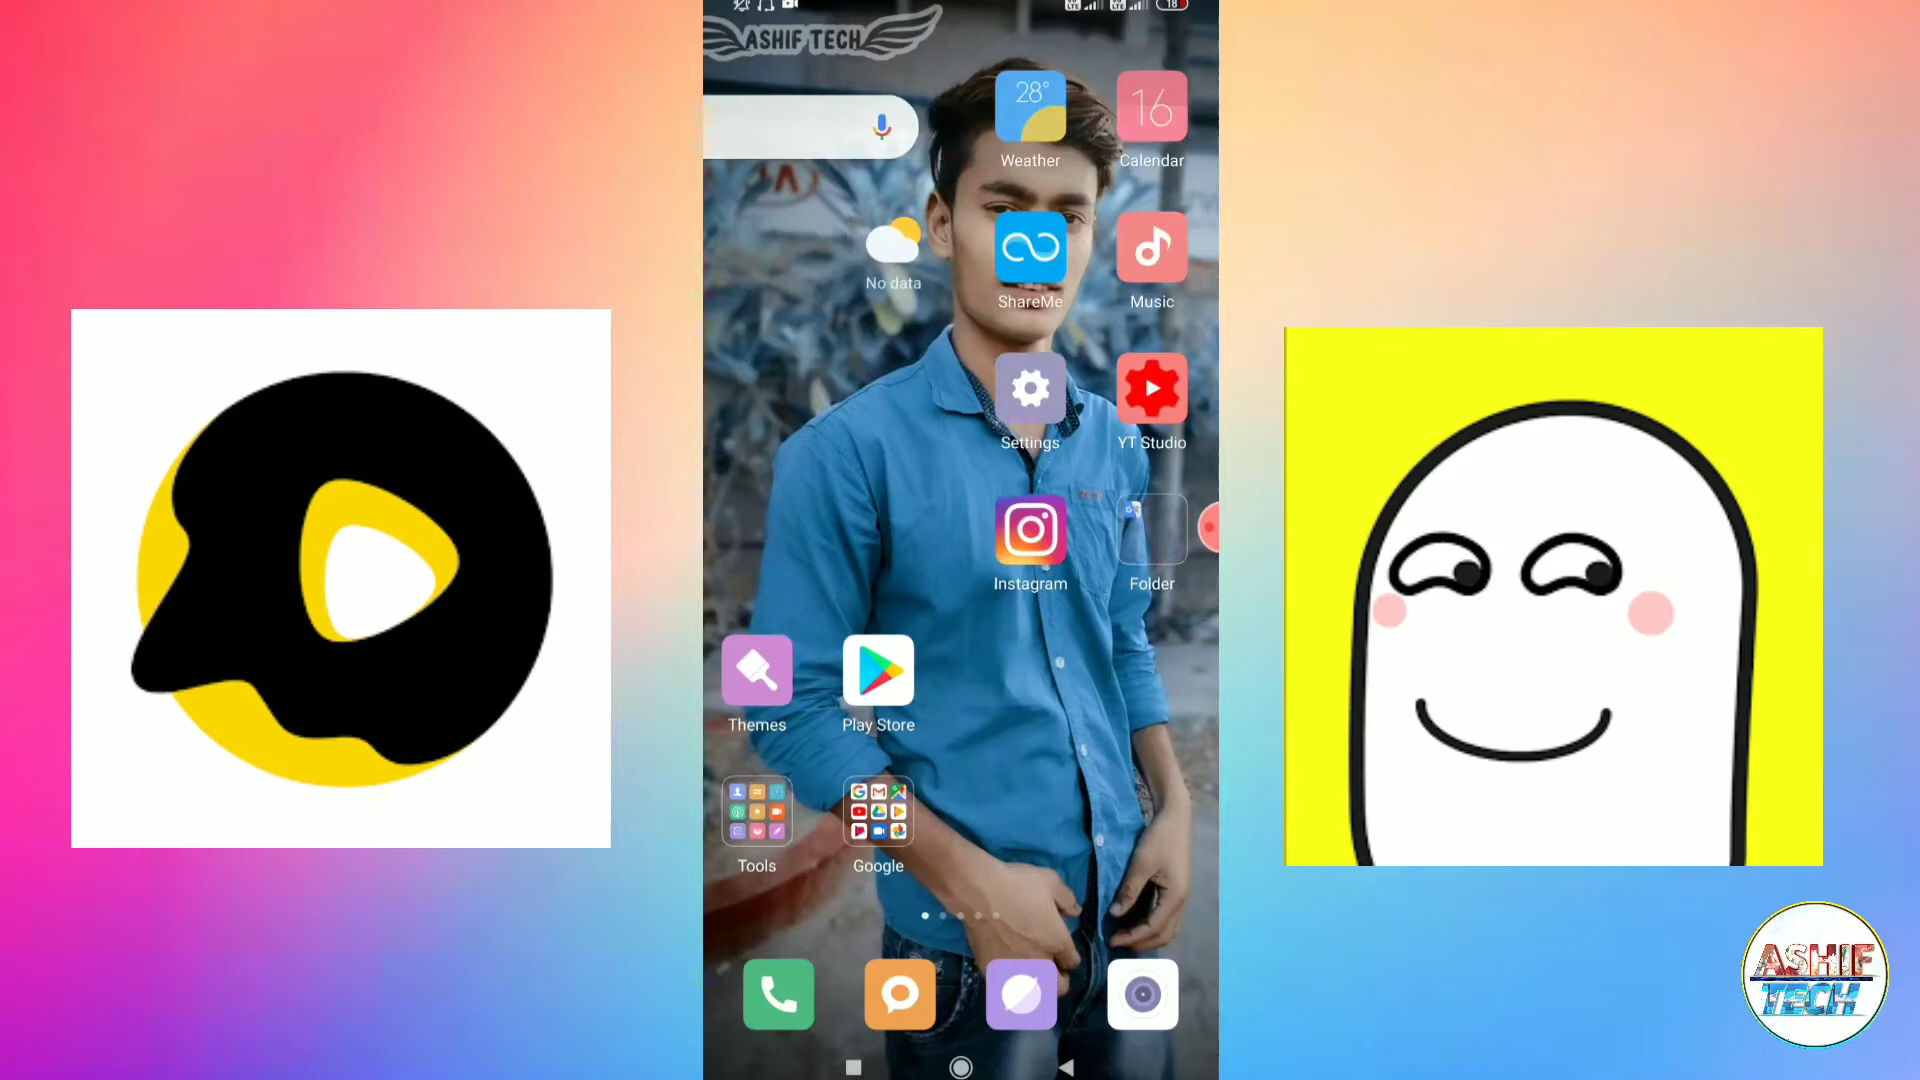 18
ASHIF TECH
28°
16
Weather
Calendar
No data
ShareMe
Music
Settings
YT Studio
Instagram
Folder
Themes
Play Store
Tools
Google
ASHIF
TECH